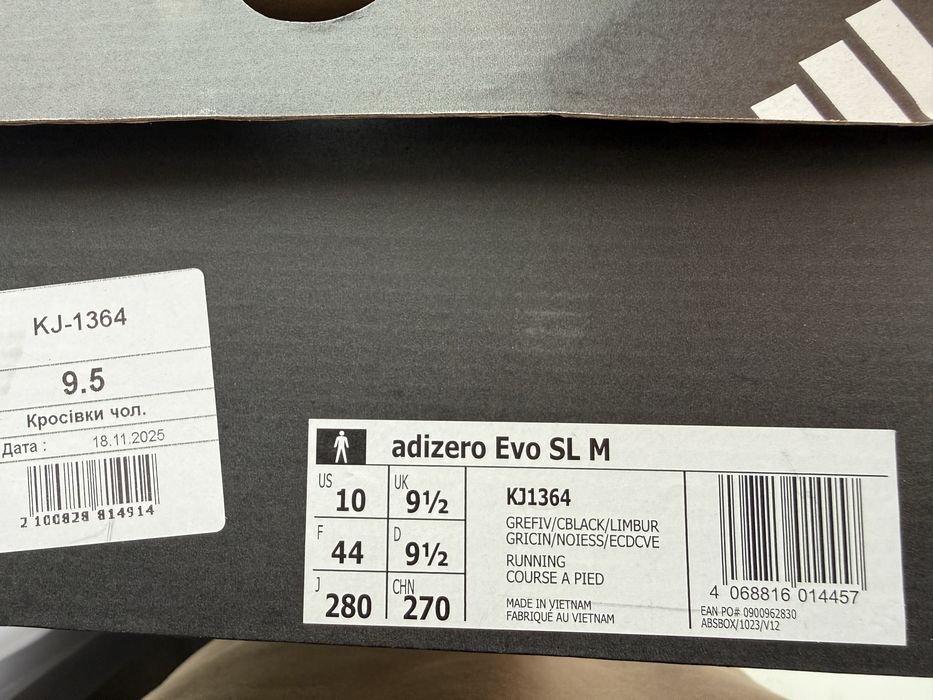 KJ-1364
9.5
Кросівки чол.
Дата : 18.11.2025
2 100828 814914
adizero Evo SL M
US 10 UK 9½
F 44 D 9½
J 280 CHN 270
KJ1364
GREFIV/CBLACK/LIMBUR
GRICIN/NOIESS/ECDCVE
RUNNING
COURSE A PIED
MADE IN VIETNAM
FABRIQUÉ AU VIETNAM
4 068816 014457
EAN PO# 0900962830
ABSBOX/1023/V12